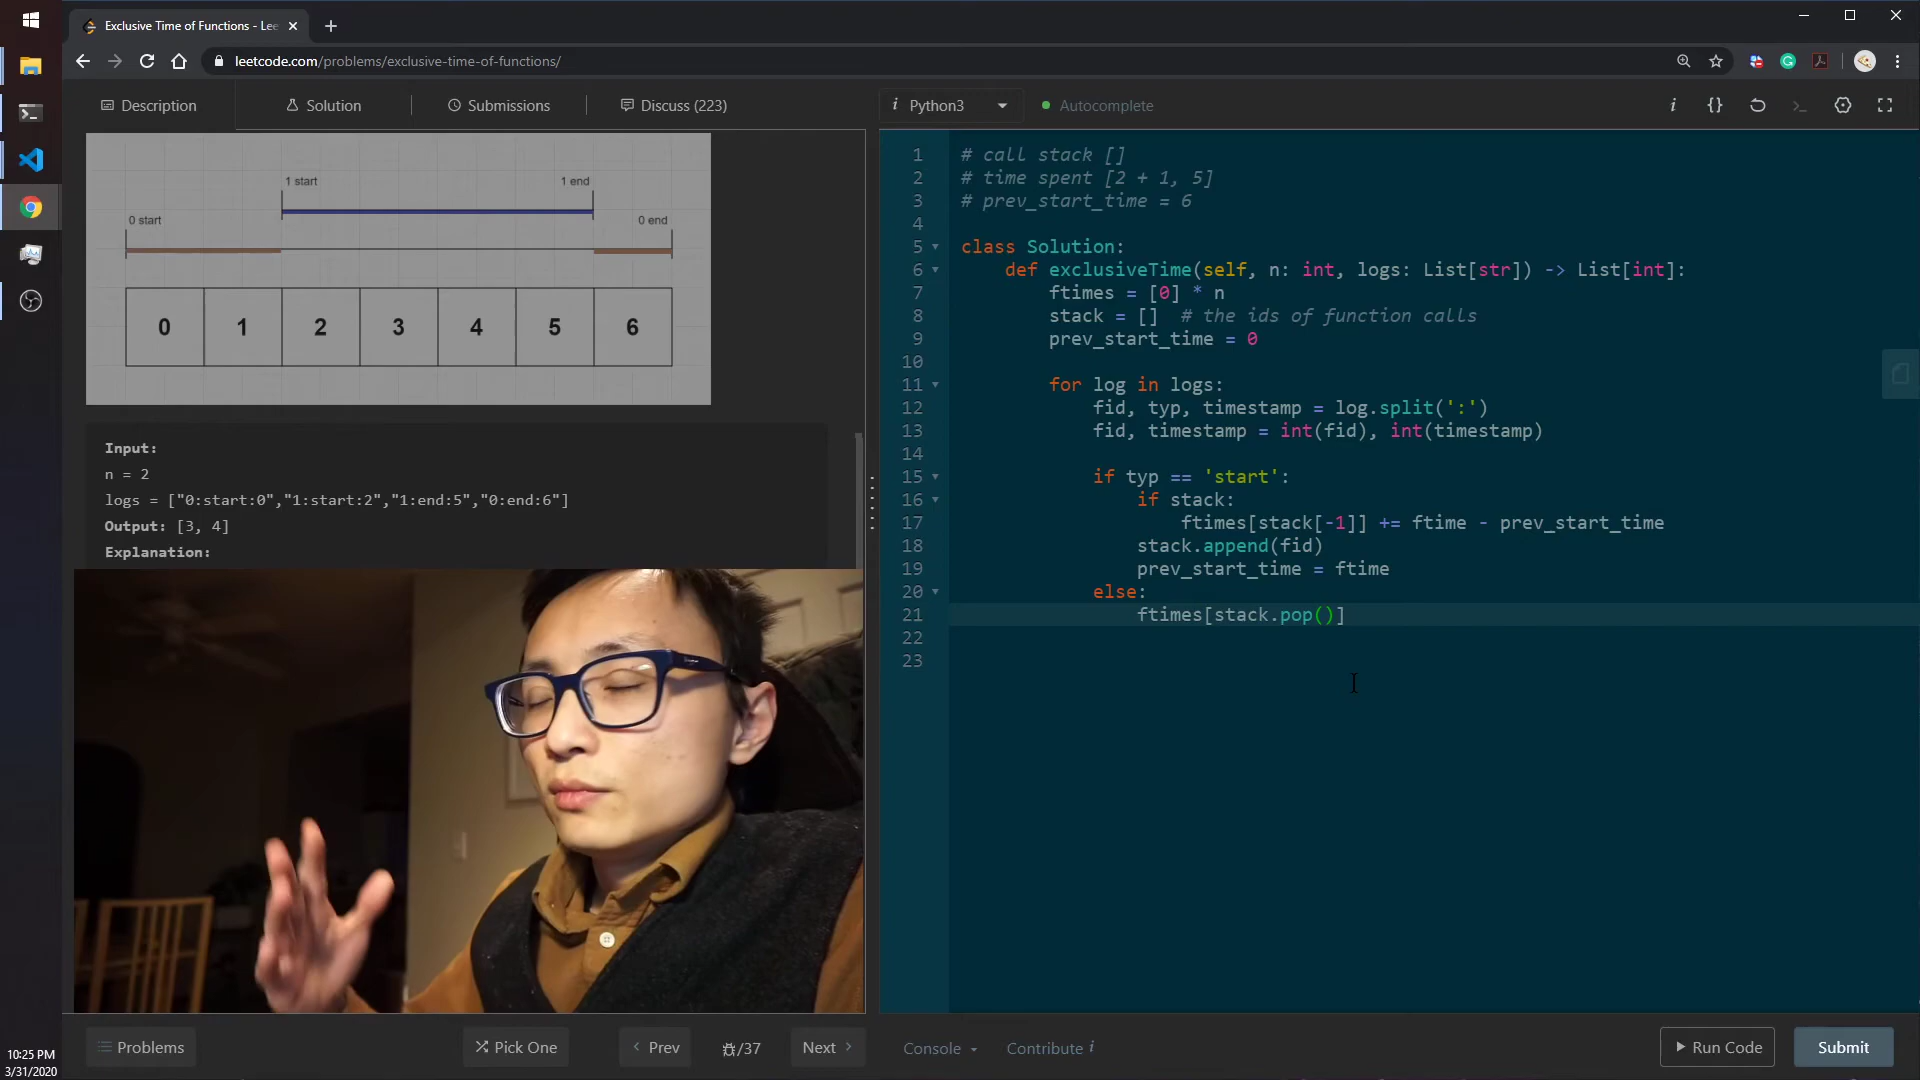 Exclusive Time of Functions - Lee
leetcode.com/problems/exclusive-time-of-functions/
Description
Solution
Submissions
Discuss (223)
i Python3
Autocomplete
i {}
1 start 1 end
0 start 0 end
0 1 2 3 4 5 6
Input:
n = 2
logs = ["0:start:0","1:start:2","1:end:5","0:end:6"]
Output: [3, 4]
Explanation:
1 # call stack []
2 # time spent [2 + 1, 5]
3 # prev_start_time = 6
4
5 class Solution:
6 def exclusiveTime(self, n: int, logs: List[str]) -> List[int]:
7 ftimes = [0] * n
8 stack = [] # the ids of function calls
9 prev_start_time = 0
10
11 for log in logs:
12 fid, typ, timestamp = log.split(':')
13 fid, timestamp = int(fid), int(timestamp)
14
15 if typ == 'start':
16 if stack:
17 ftimes[stack[-1]] += ftime - prev_start_time
18 stack.append(fid)
19 prev_start_time = ftime
20 else:
21 ftimes[stack.pop()]
22
23
Problems
Pick One
Prev
/37
Next
Console
Contribute i
Run Code
Submit
10:25 PM
3/31/2020